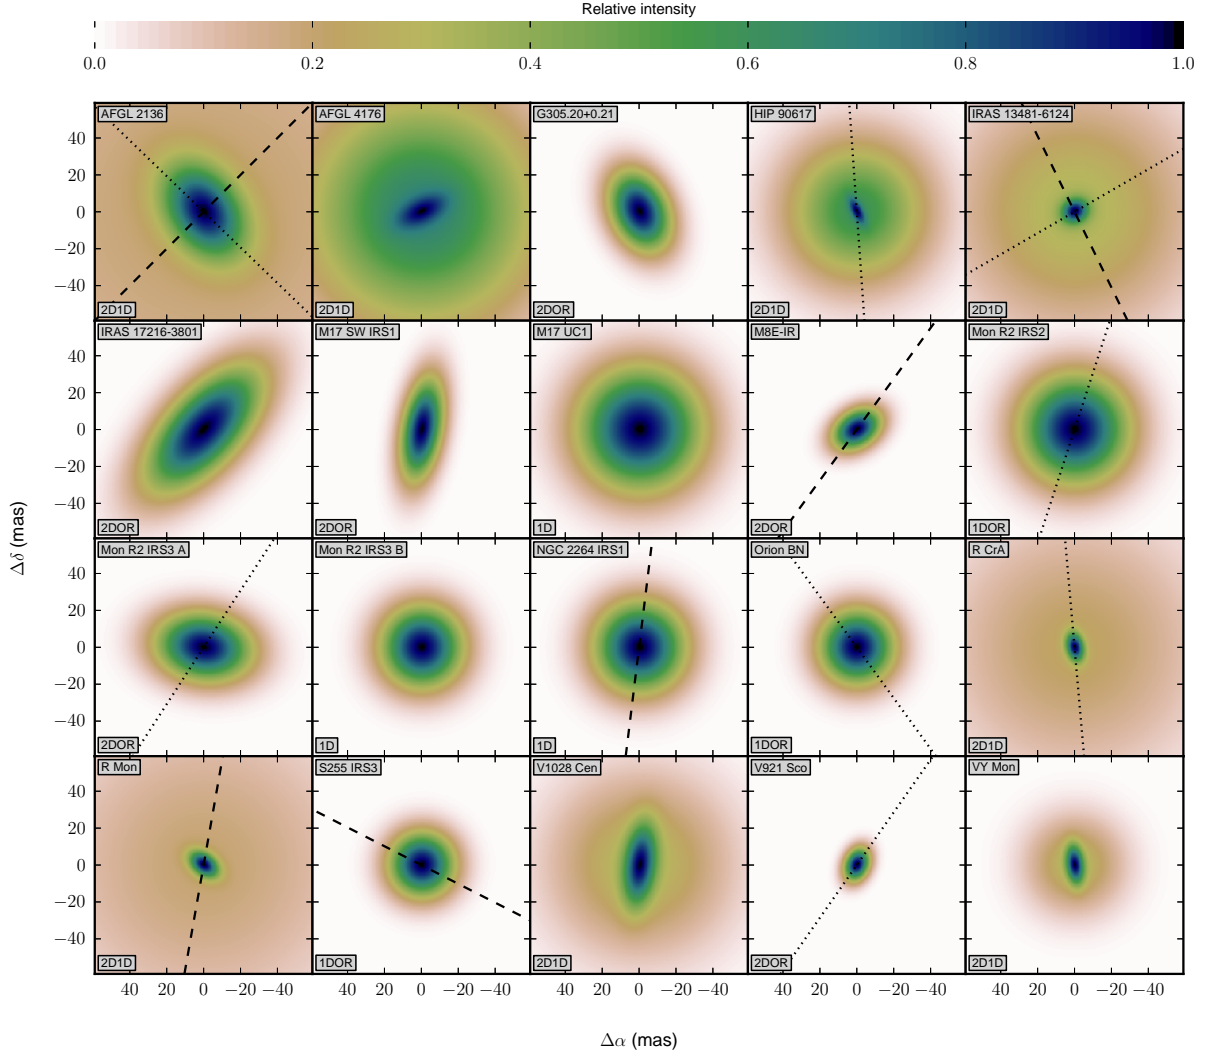 Relative intensity
0.0 0.2 0.4 0.6 0.8 1.0
AFGL 2136 AFGL 4176 G305.20+0.21 HIP 90617 IRAS 13481-6124
40
20
0
−20
−40
2D1D 2D1D 2DOR 2D1D 2D1D
IRAS 17216-3801 M17 SW IRS1 M17 UC1 M8E-IR Mon R2 IRS2
40
20
0
−20
−40
2DOR 2DOR 1D 2DOR 1DOR
Δδ (mas)
Mon R2 IRS3 A Mon R2 IRS3 B NGC 2264 IRS1 Orion BN R CrA
40
20
0
−20
−40
2DOR 1D 1D 1DOR 2D1D
R Mon S255 IRS3 V1028 Cen V921 Sco VY Mon
40
20
0
−20
−40
2D1D 1DOR 2D1D 2DOR 2D1D
40 20 0 −20 −40 40 20 0 −20 −40 40 20 0 −20 −40 40 20 0 −20 −40 40 20 0 −20 −40
Δα (mas)